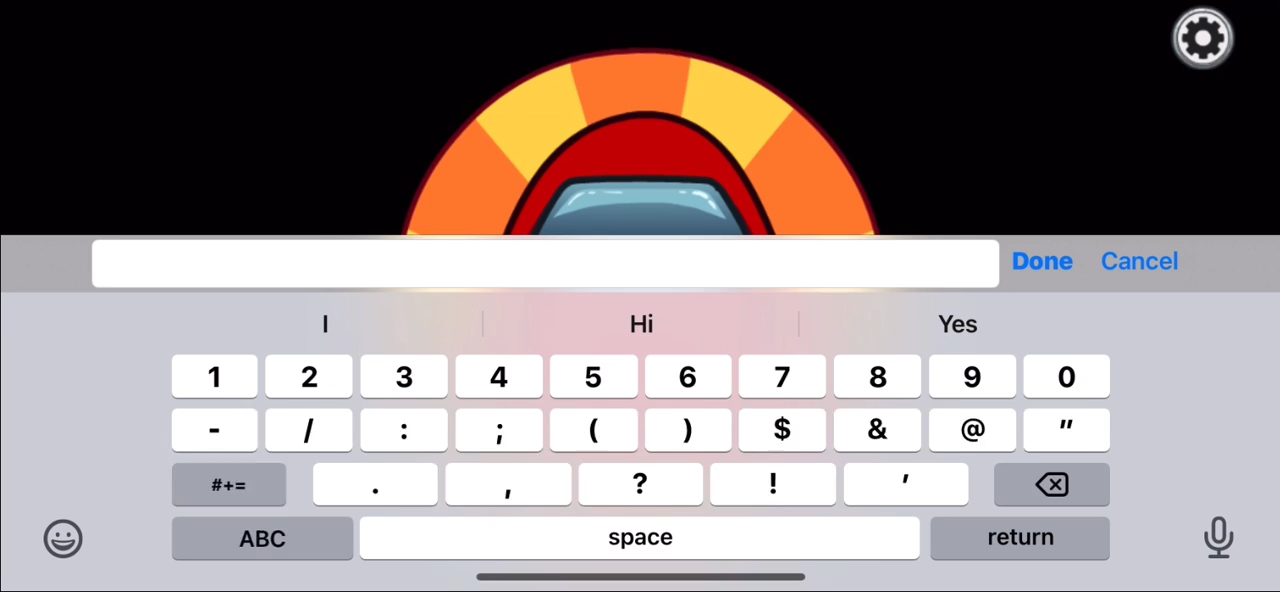 Done Cancel
I Hi Yes
1 2 3 4 5 6 7 8 9 0
- / : ; ( ) $ & @ "
#+= . , ? ! '
ABC space return